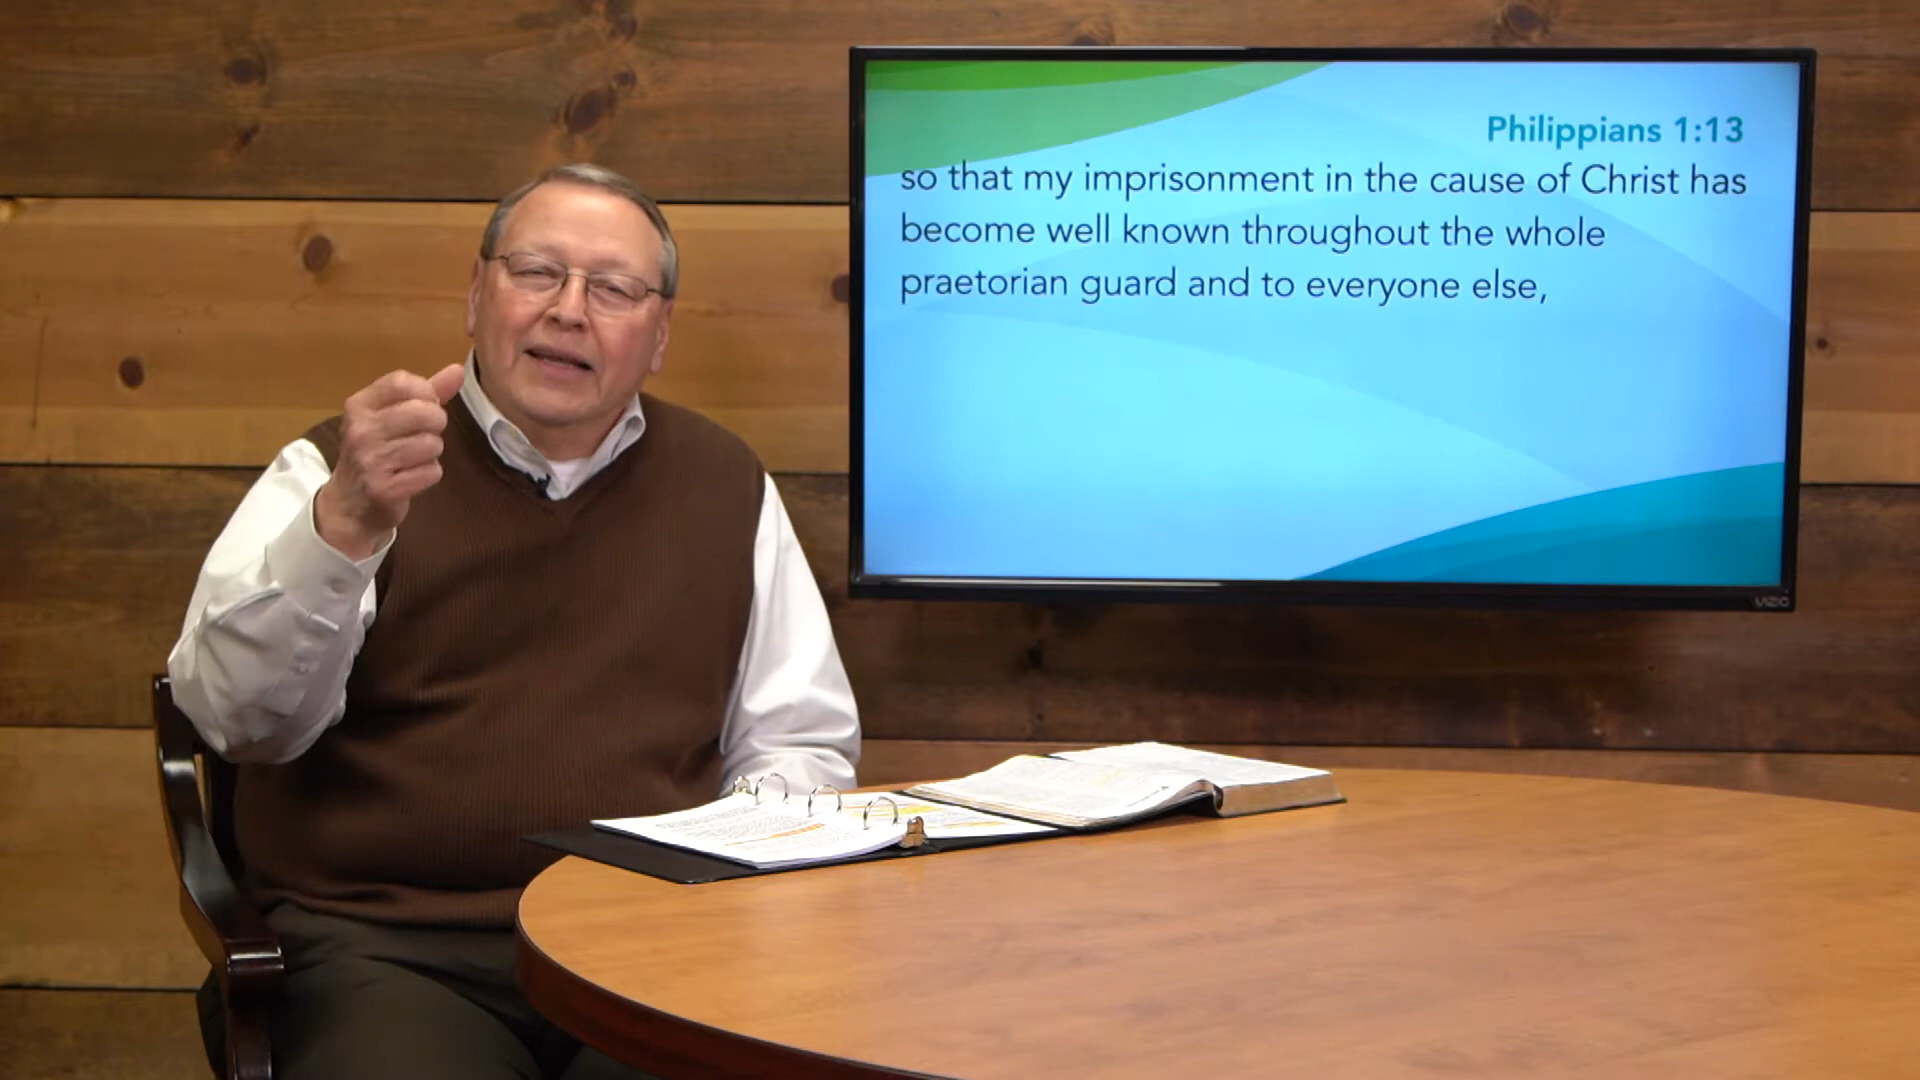 Philippians 1:13
so that my imprisonment in the cause of Christ has
become well known throughout the whole
praetorian guard and to everyone else,
VIZIO